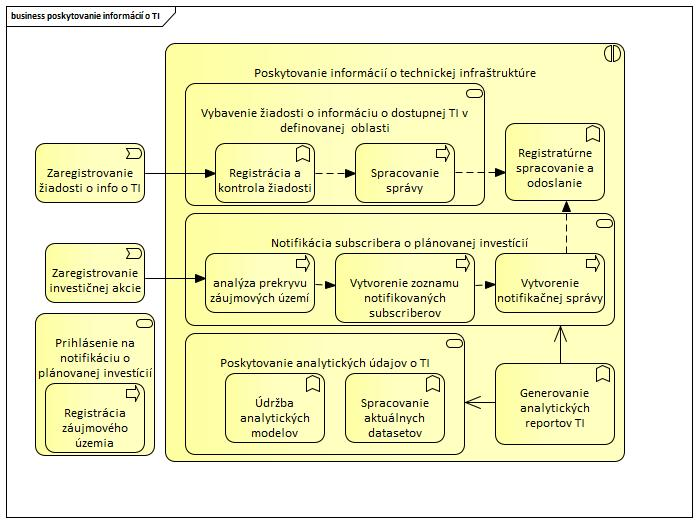 business poskytovanie informácií o TI
Poskytovanie informácií o technickej infraštruktúre
Vybavenie žiadosti o informáciu o dostupnej TI v
definovanej oblasti
Zaregistrovanie
žiadosti o info o TI
Registrácia a
kontrola žiadosti
Spracovanie
správy
Registratúrne
spracovanie a
odoslanie
Notifikácia subscribera o plánovanej investícií
Zaregistrovanie
investičnej akcie
analýza prekryvu
záujmových území
Vytvorenie zoznamu
notifikovaných
subscriberov
Vytvorenie
notifikačnej správy
Prihlásenie na
notifikáciu o
plánovanej investícií
Registrácia
záujmového
územia
Poskytovanie analytických údajov o TI
Údržba
analytických
modelov
Spracovanie
aktuálnych
datasetov
Generovanie
analytických
reportov TI